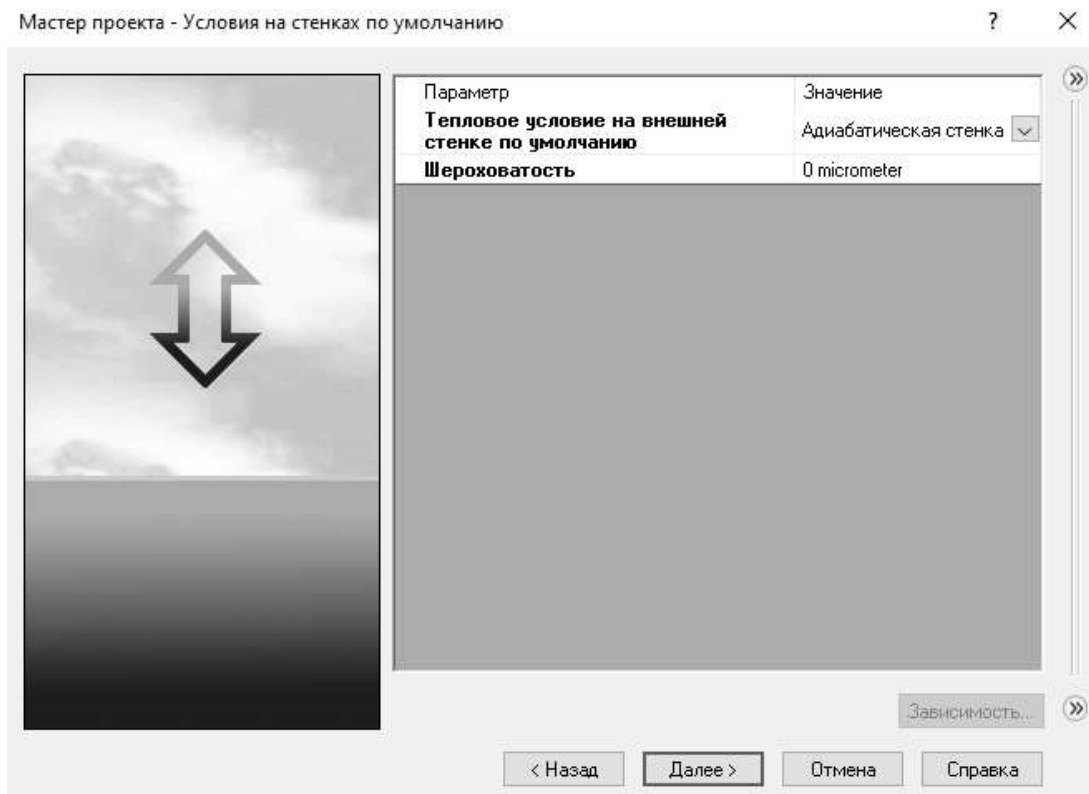 Мастер проекта - Условия на стенках по умолчанию ?
Параметр Значение
Тепловое условие на внешней
стенке по умолчанию Адиабатическая стенка
Шероховатость 0 micrometer
Зависимость...
< Назад Далее > Отмена Справка